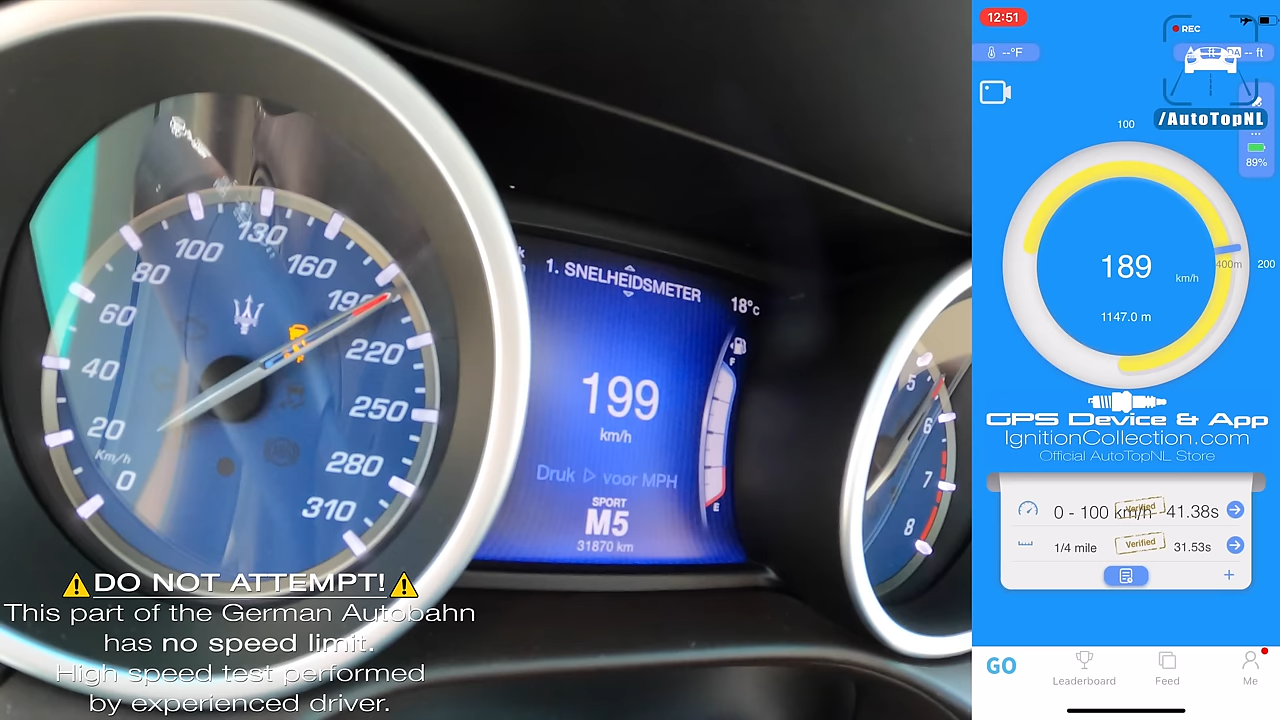 0
20
40
60
80
100
130
160
190
220
250
280
310
Km/h
1. SNELHEIDSMETER
18°C
F
199
km/h
Druk ▷ voor MPH
SPORT
M5
31870 km
E
5
6
7
8
⚠DO NOT ATTEMPT!⚠
This part of the German Autobahn
has no speed limit.
High speed test performed
by experienced driver.
12:51
REC
--°F
-- ft
/AutoTopNL
89%
100
200
400m
189
km/h
1147.0 m
GPS Device & App
IgnitionCollection.com
Official AutoTopNL Store
0 - 100 km/h Verified 41.38s
1/4 mile Verified 31.53s
GO
Leaderboard
Feed
Me